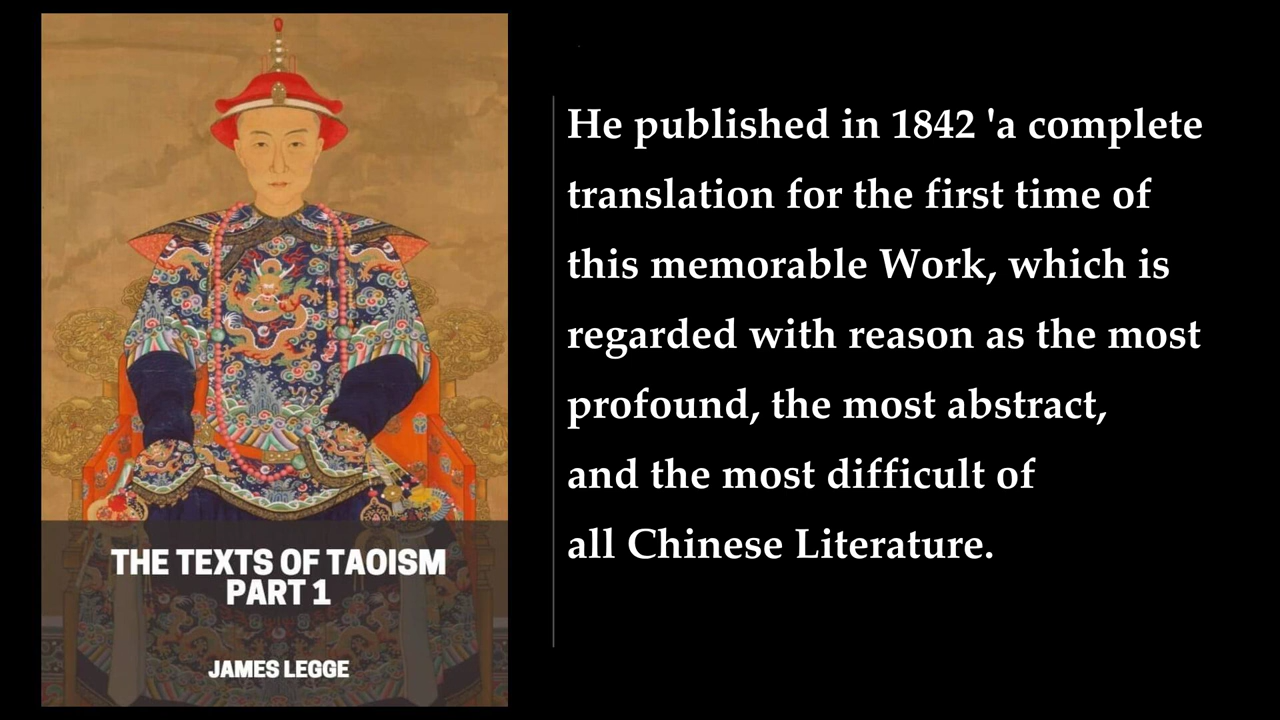 THE TEXTS OF TAOISM
PART 1
JAMES LEGGE
He published in 1842 'a complete
translation for the first time of
this memorable Work, which is
regarded with reason as the most
profound, the most abstract,
and the most difficult of
all Chinese Literature.